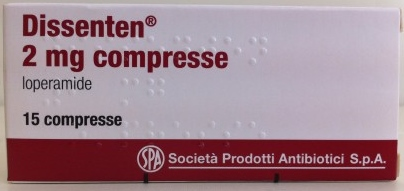 Dissenten®
2 mg compresse
loperamide
15 compresse
SPA Società Prodotti Antibiotici S.p.A.